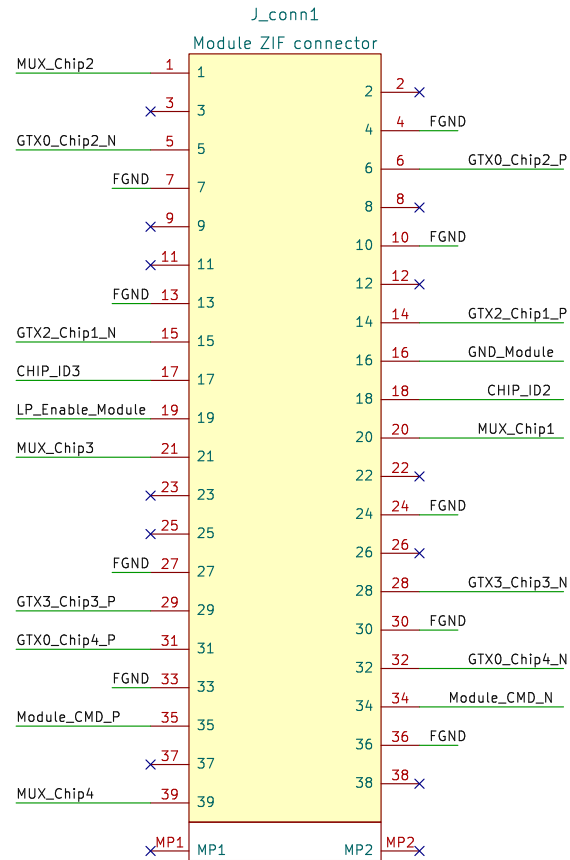 J_conn1
Module ZIF connector
MUX_Chip2 1 1
2 2
3 3
4 4 FGND
GTX0_Chip2_N 5 5
6 6 GTX0_Chip2_P
FGND 7 7
8 8
9 9
10 10 FGND
11 11
12 12
FGND 13 13
14 14 GTX2_Chip1_P
GTX2_Chip1_N 15 15
16 16 GND_Module
CHIP_ID3 17 17
18 18 CHIP_ID2
LP_Enable_Module 19 19
20 20 MUX_Chip1
MUX_Chip3 21 21
22 22
23 23
24 24 FGND
25 25
26 26
FGND 27 27
28 28 GTX3_Chip3_N
GTX3_Chip3_P 29 29
30 30 FGND
GTX0_Chip4_P 31 31
32 32 GTX0_Chip4_N
FGND 33 33
34 34 Module_CMD_N
Module_CMD_P 35 35
36 36 FGND
37 37
38 38
MUX_Chip4 39 39
MP1 MP1 MP2 MP2